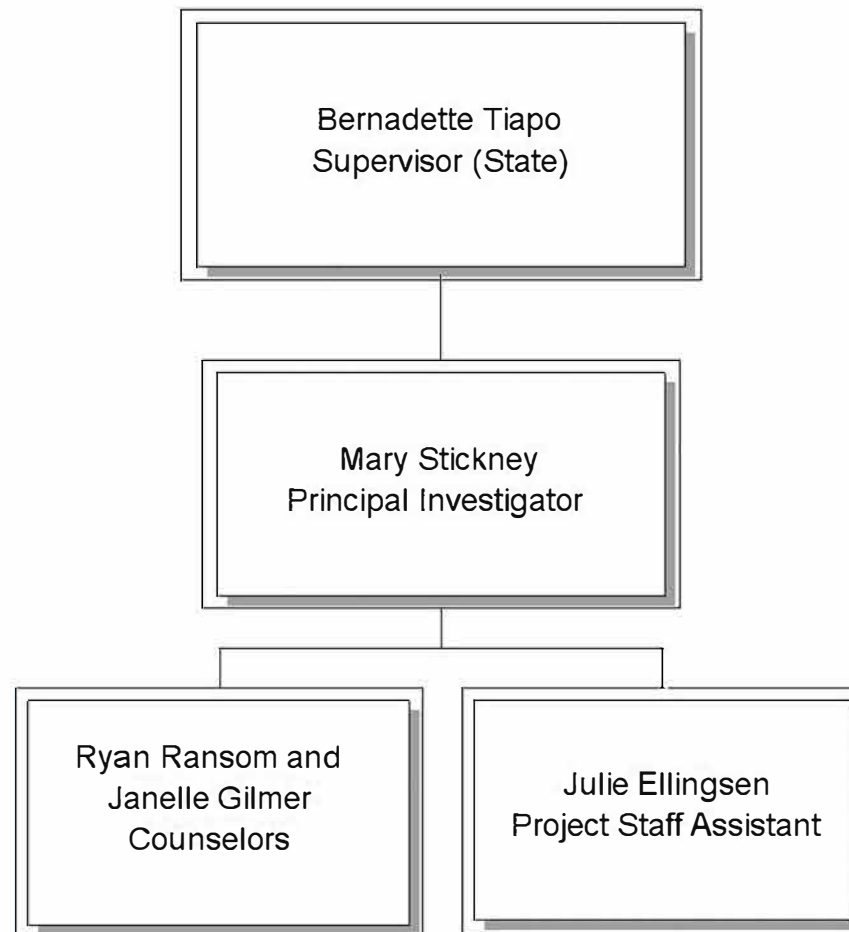 Bernadette Tiapo
Supervisor (State)
Mary Stickney
Principal Investigator
Ryan Ransom and
Janelle Gilmer
Counselors
Julie Ellingsen
Project Staff Assistant